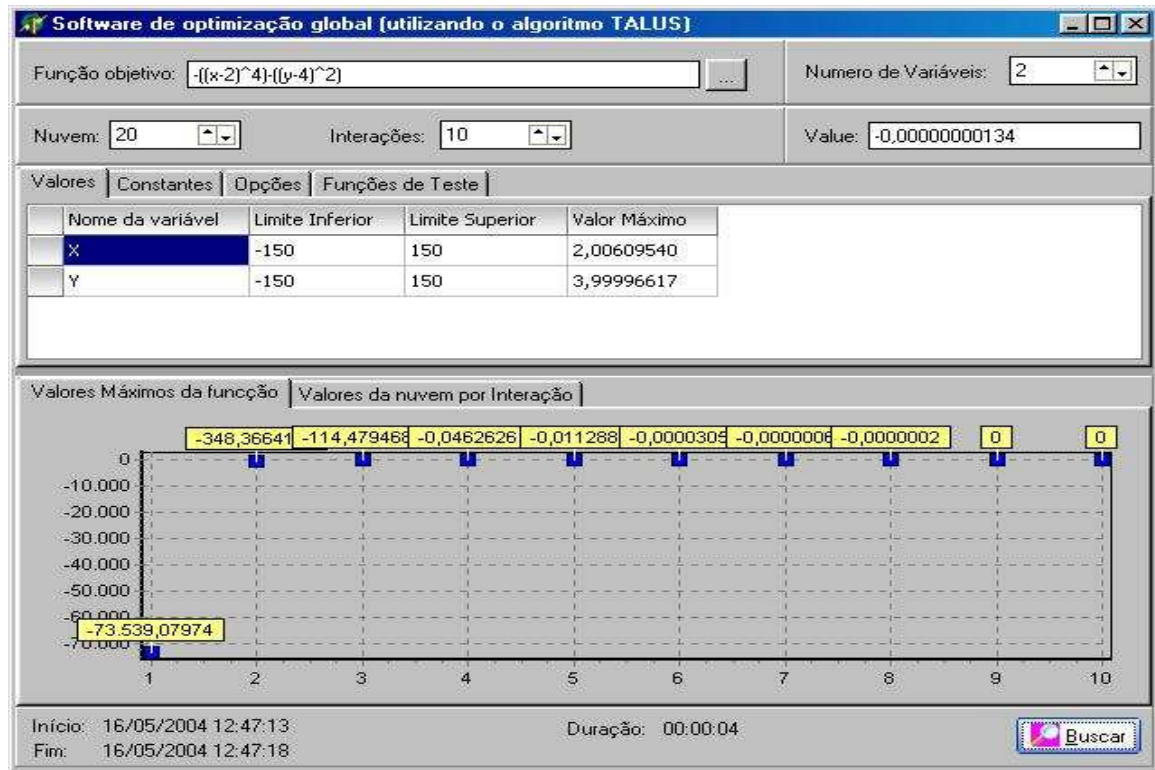 Software de optimização global (utilizando o algoritmo TALUS)
Função objetivo: -((x-2)^4)-((y-4)^2) ...
Numero de Variáveis: 2
Nuvem: 20 Interações: 10 Value: -0,00000000134
Valores Constantes Opções Funções de Teste
Nome da variável Limite Inferior Limite Superior Valor Máximo
X -150 150 2,00609540
Y -150 150 3,99996617
Valores Máximos da funcção Valores da nuvem por Interação
-348,36641 -114,479468 -0,0462626 -0,011288 -0,0000305 -0,0000006 -0,0000002 0 0
0
-10.000
-20.000
-30.000
-40.000
-50.000
-60.000
-73.539,07974
-70.000
1 2 3 4 5 6 7 8 9 10
Início: 16/05/2004 12:47:13 Duração: 00:00:04
Fim: 16/05/2004 12:47:18
Buscar